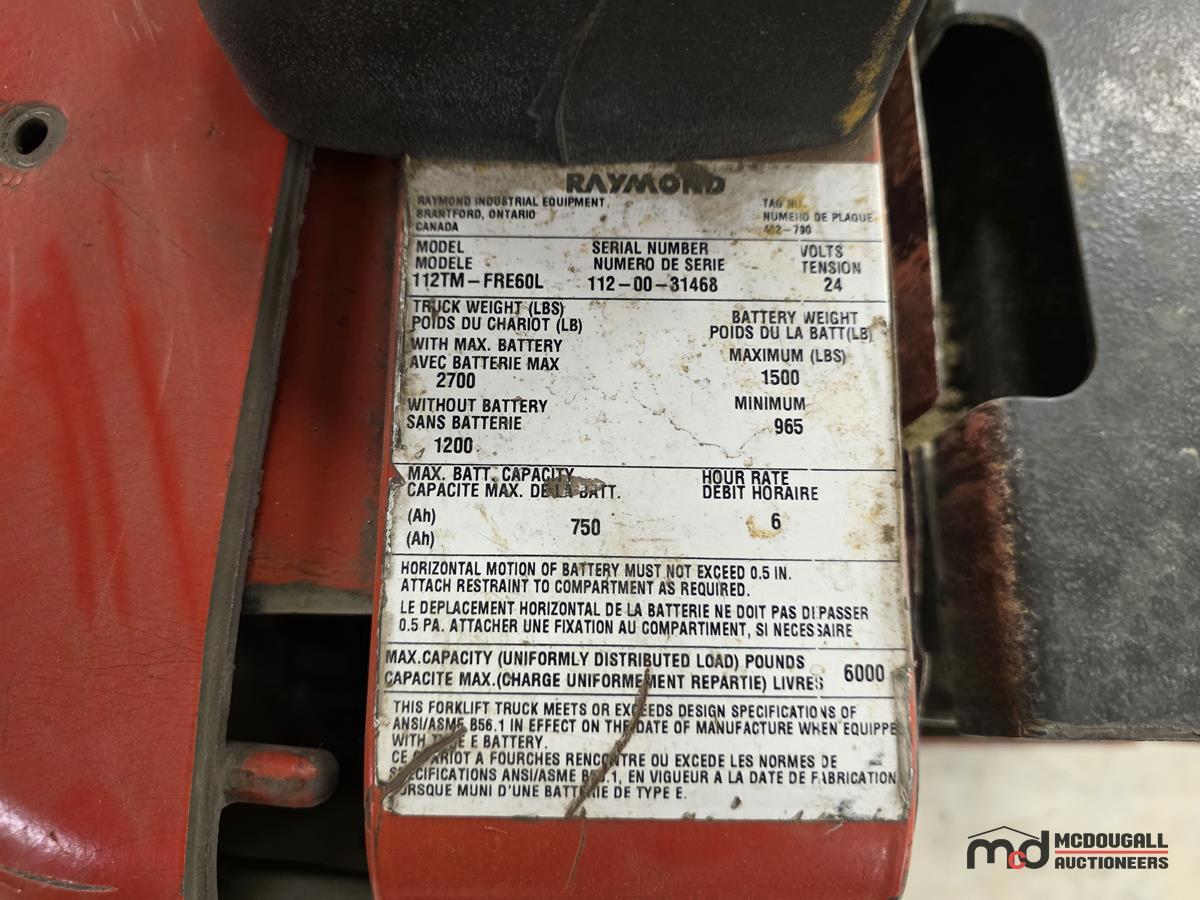 RAYMOND
RAYMOND INDUSTRIAL EQUIPMENT
BRANTFORD, ONTARIO
CANADA
TAG NO.
NUMERO DE PLAQUE
MODEL
MODELE
112TM-FRE60L
SERIAL NUMBER
NUMERO DE SERIE
112-00-31468
VOLTS
TENSION
24
TRUCK WEIGHT (LBS)
POIDS DU CHARIOT (LB)
WITH MAX. BATTERY
AVEC BATTERIE MAX
2700
WITHOUT BATTERY
SANS BATTERIE
1200
BATTERY WEIGHT
POIDS DU LA BATT(LB)
MAXIMUM (LBS)
1500
MINIMUM
965
MAX. BATT. CAPACITY
CAPACITE MAX. DE LA BATT.
(Ah)
(Ah)
750
HOUR RATE
DEBIT HORAIRE
6
HORIZONTAL MOTION OF BATTERY MUST NOT EXCEED 0.5 IN.
ATTACH RESTRAINT TO COMPARTMENT AS REQUIRED.
LE DEPLACEMENT HORIZONTAL DE LA BATTERIE NE DOIT PAS DIPASSER
0.5 PA. ATTACHER UNE FIXATION AU COMPARTIMENT, SI NECESSAIRE
MAX.CAPACITY (UNIFORMLY DISTRIBUTED LOAD) POUNDS
CAPACITE MAX.(CHARGE UNIFORMEMENT REPARTIE) LIVRES
6000
THIS FORKLIFT TRUCK MEETS OR EXCEEDS DESIGN SPECIFICATIONS OF
ANSI/ASME B56.1 IN EFFECT ON THE DATE OF MANUFACTURE WHEN EQUIPPE
WITH TYPE E BATTERY.
CE CHARIOT A FOURCHES RENCONTRE OU EXCEDE LES NORMES DE
SPECIFICATIONS ANSI/ASME B56.1, EN VIGUEUR A LA DATE DE FABRICATION
LORSQUE MUNI D'UNE BATTERIE DE TYPE E.
mcd MCDOUGALL
AUCTIONEERS